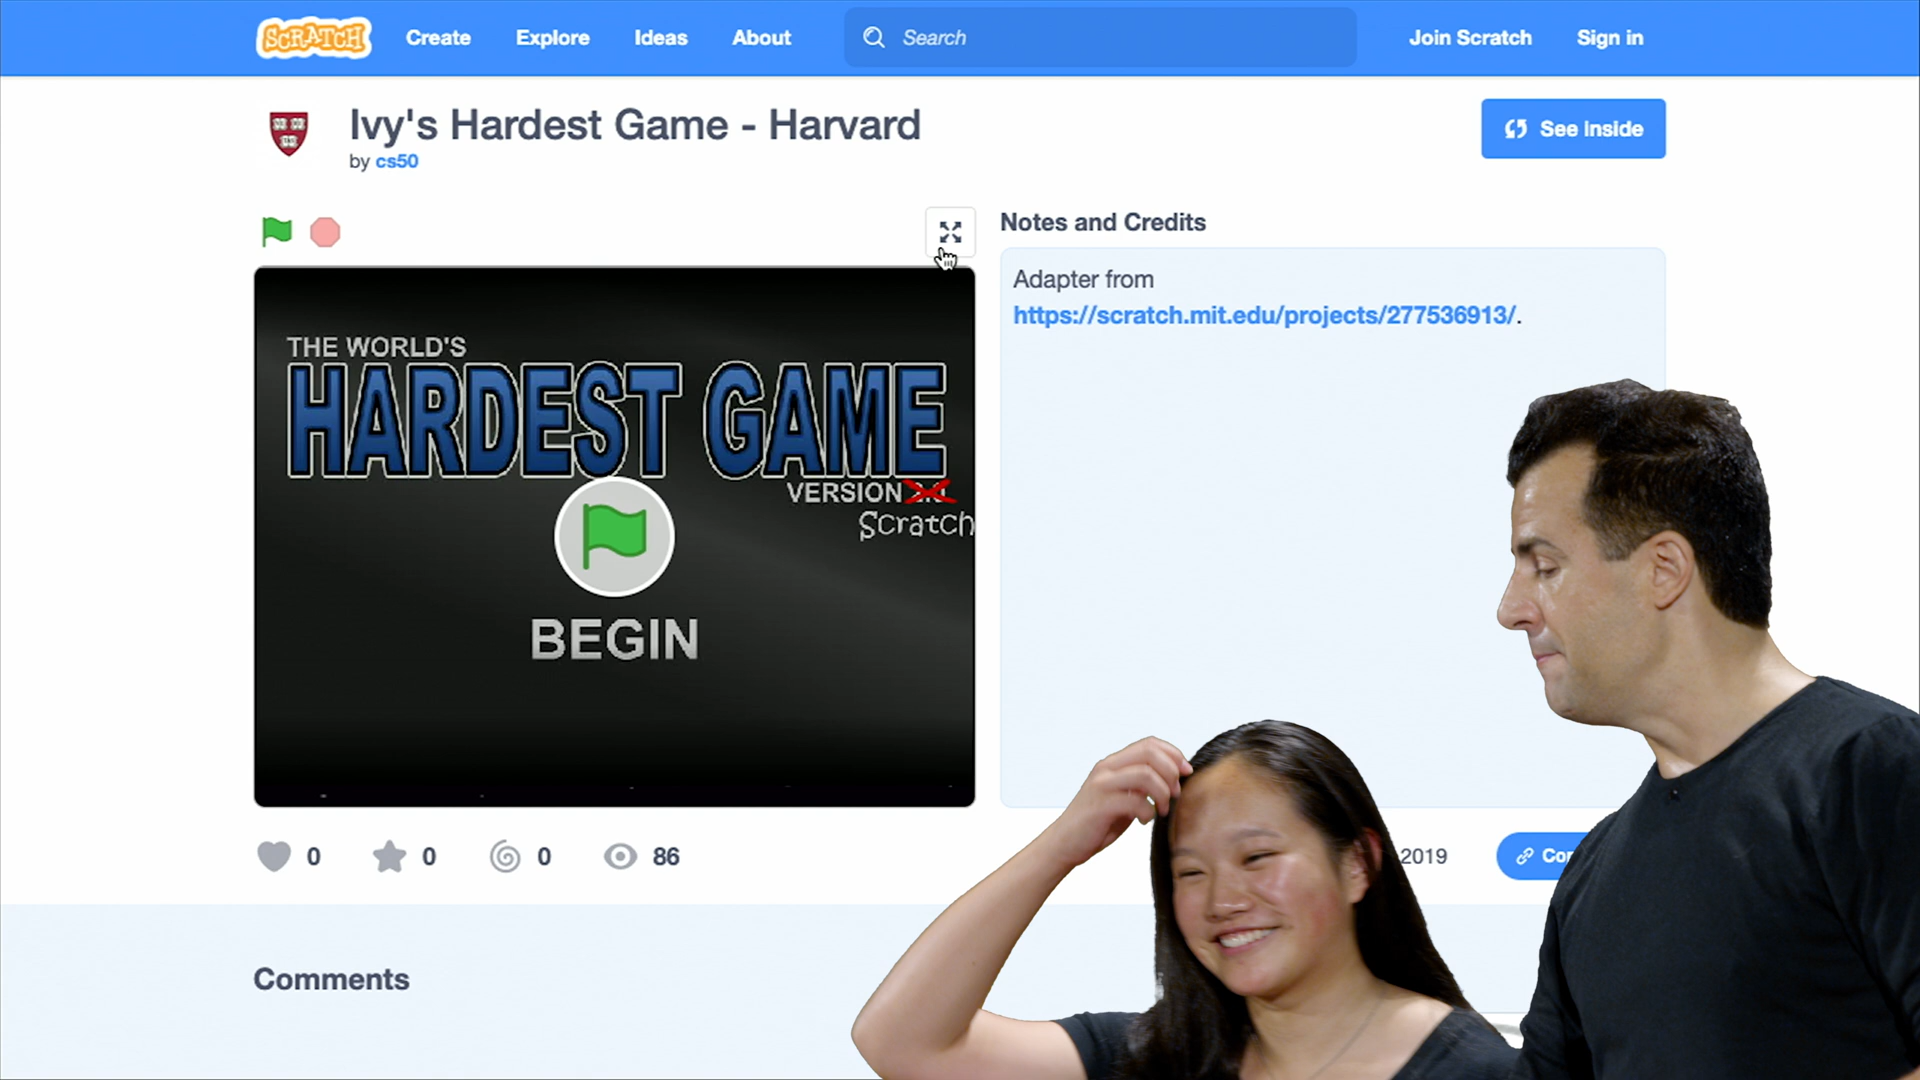 SCRATCH Create Explore Ideas About Search Join Scratch Sign in
Ivy's Hardest Game - Harvard
See inside
by cs50
Notes and Credits
Adapter from
https://scratch.mit.edu/projects/277536913/.
THE WORLD'S
HARDEST GAME
VERSION
Scratch
BEGIN
0 0 0 86
2019
Comments